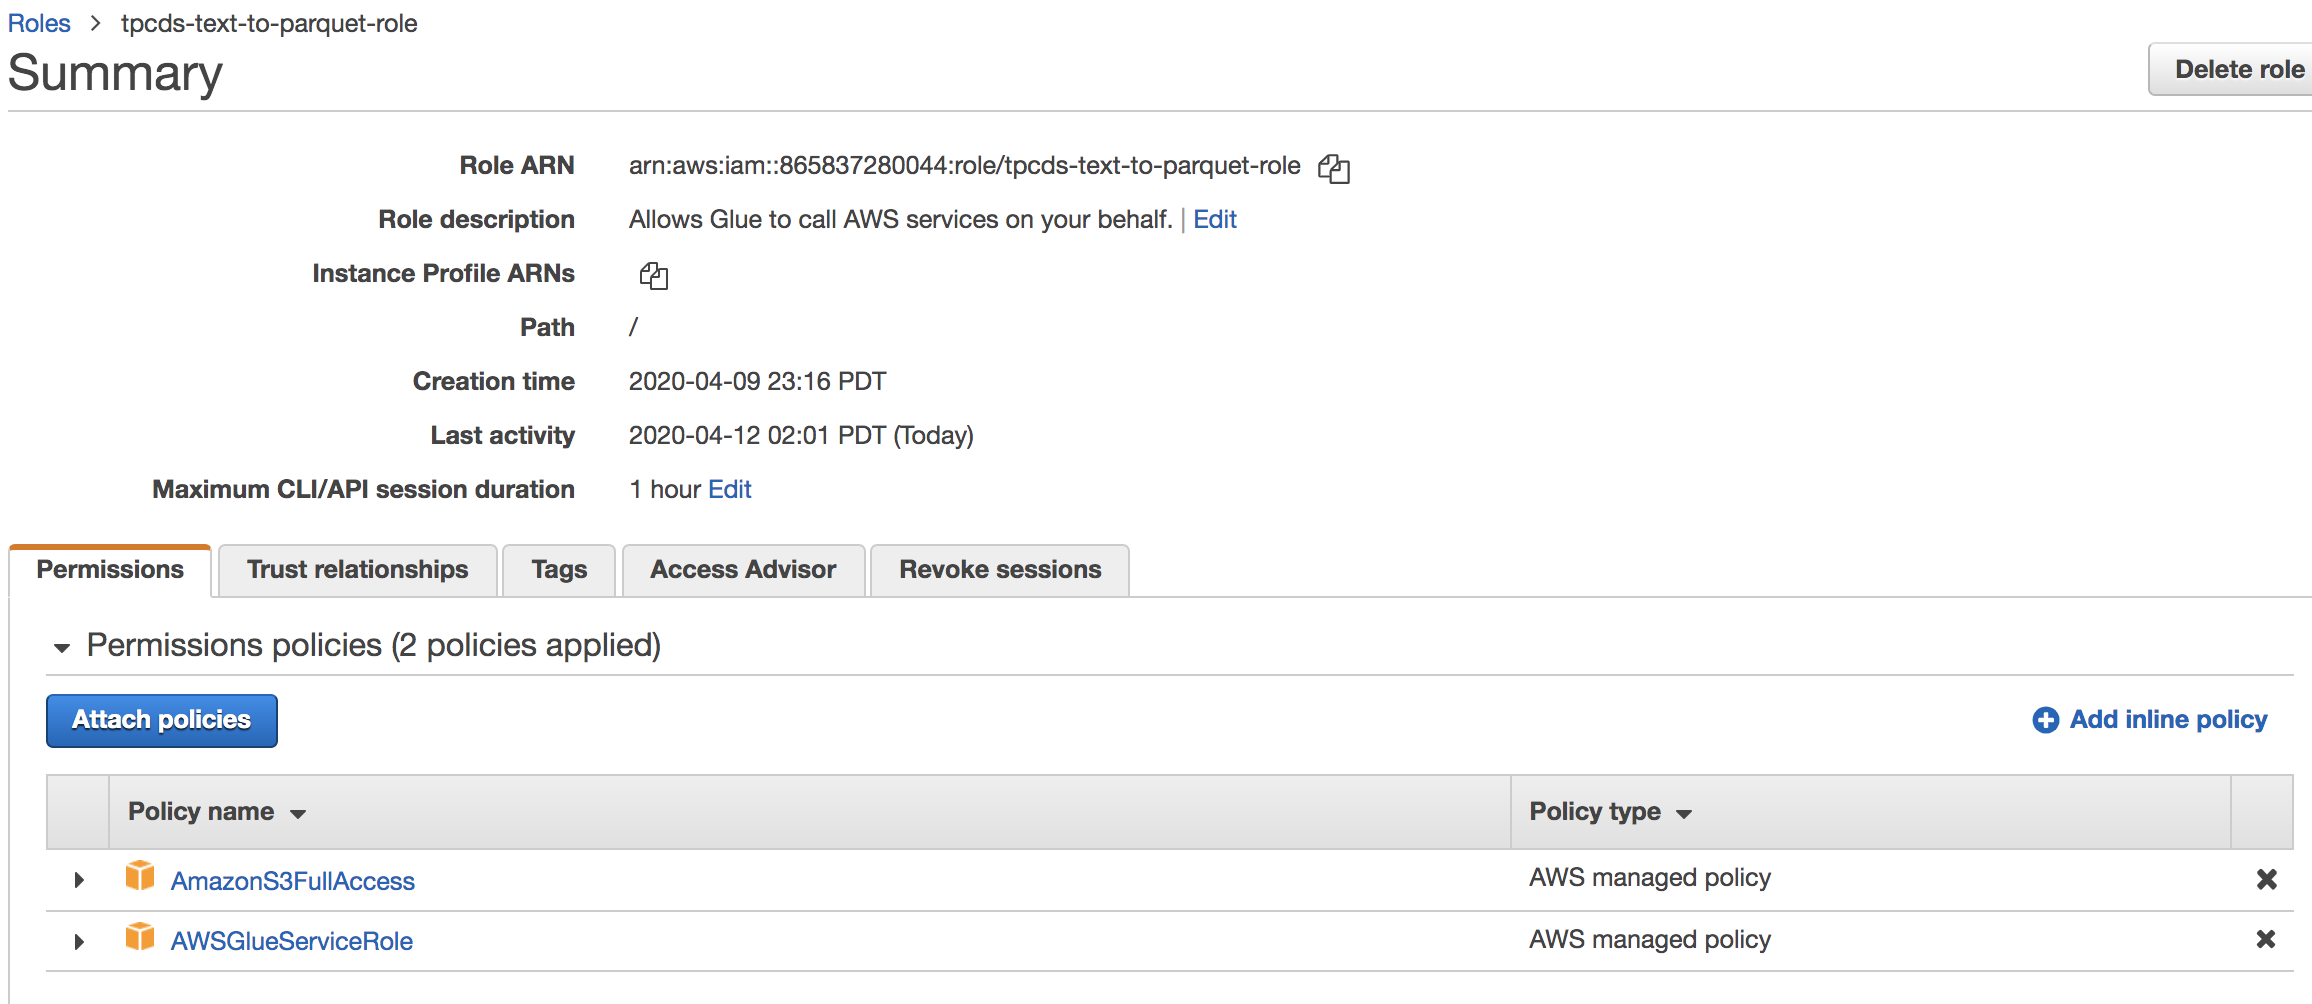 Roles > tpcds-text-to-parquet-role
Summary
Delete role
Role ARN arn:aws:iam::865837280044:role/tpcds-text-to-parquet-role
Role description Allows Glue to call AWS services on your behalf. | Edit
Instance Profile ARNs
Path /
Creation time 2020-04-09 23:16 PDT
Last activity 2020-04-12 02:01 PDT (Today)
Maximum CLI/API session duration 1 hour Edit
Permissions Trust relationships Tags Access Advisor Revoke sessions
Permissions policies (2 policies applied)
Attach policies Add inline policy
Policy name Policy type
AmazonS3FullAccess AWS managed policy
AWSGlueServiceRole AWS managed policy